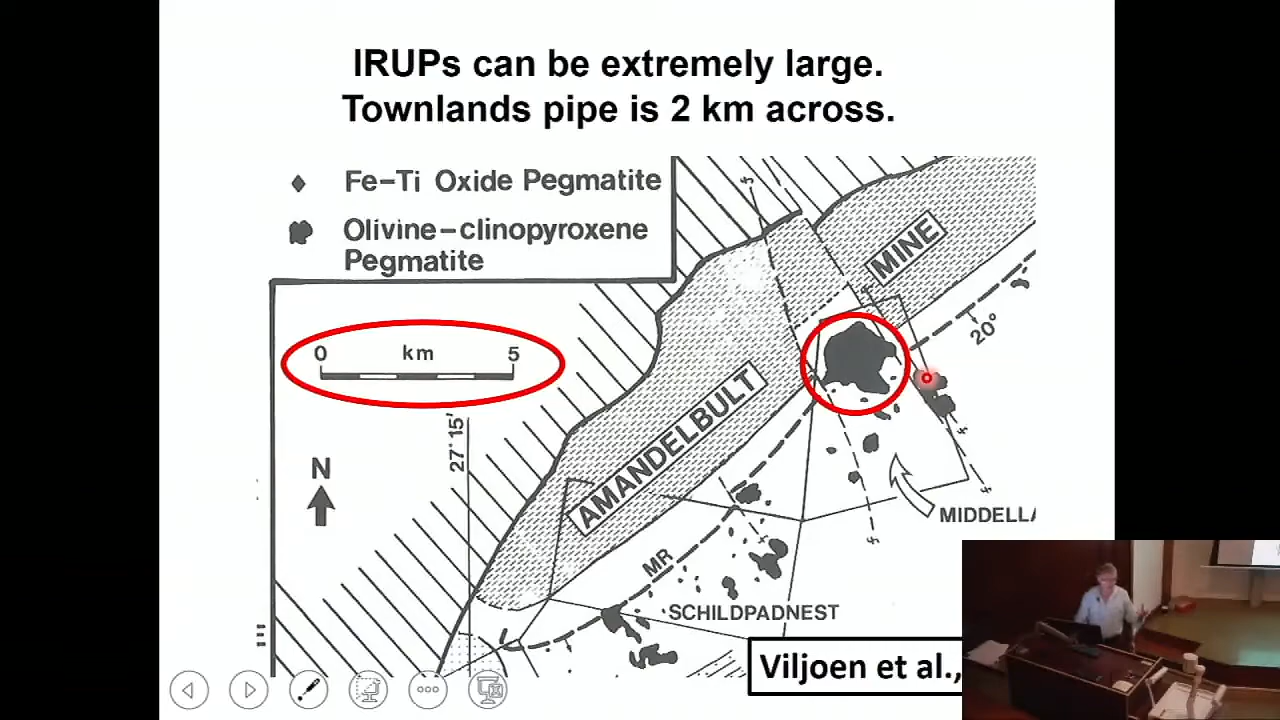 IRUPs can be extremely large.
Townlands pipe is 2 km across.
Fe-Ti Oxide Pegmatite
Olivine-clinopyroxene
Pegmatite
0 km 5
MINE
20°
AMANDELBULT
27° 15'
N
MIDDELLA
MR
SCHILDPADNEST
Viljoen et al.,